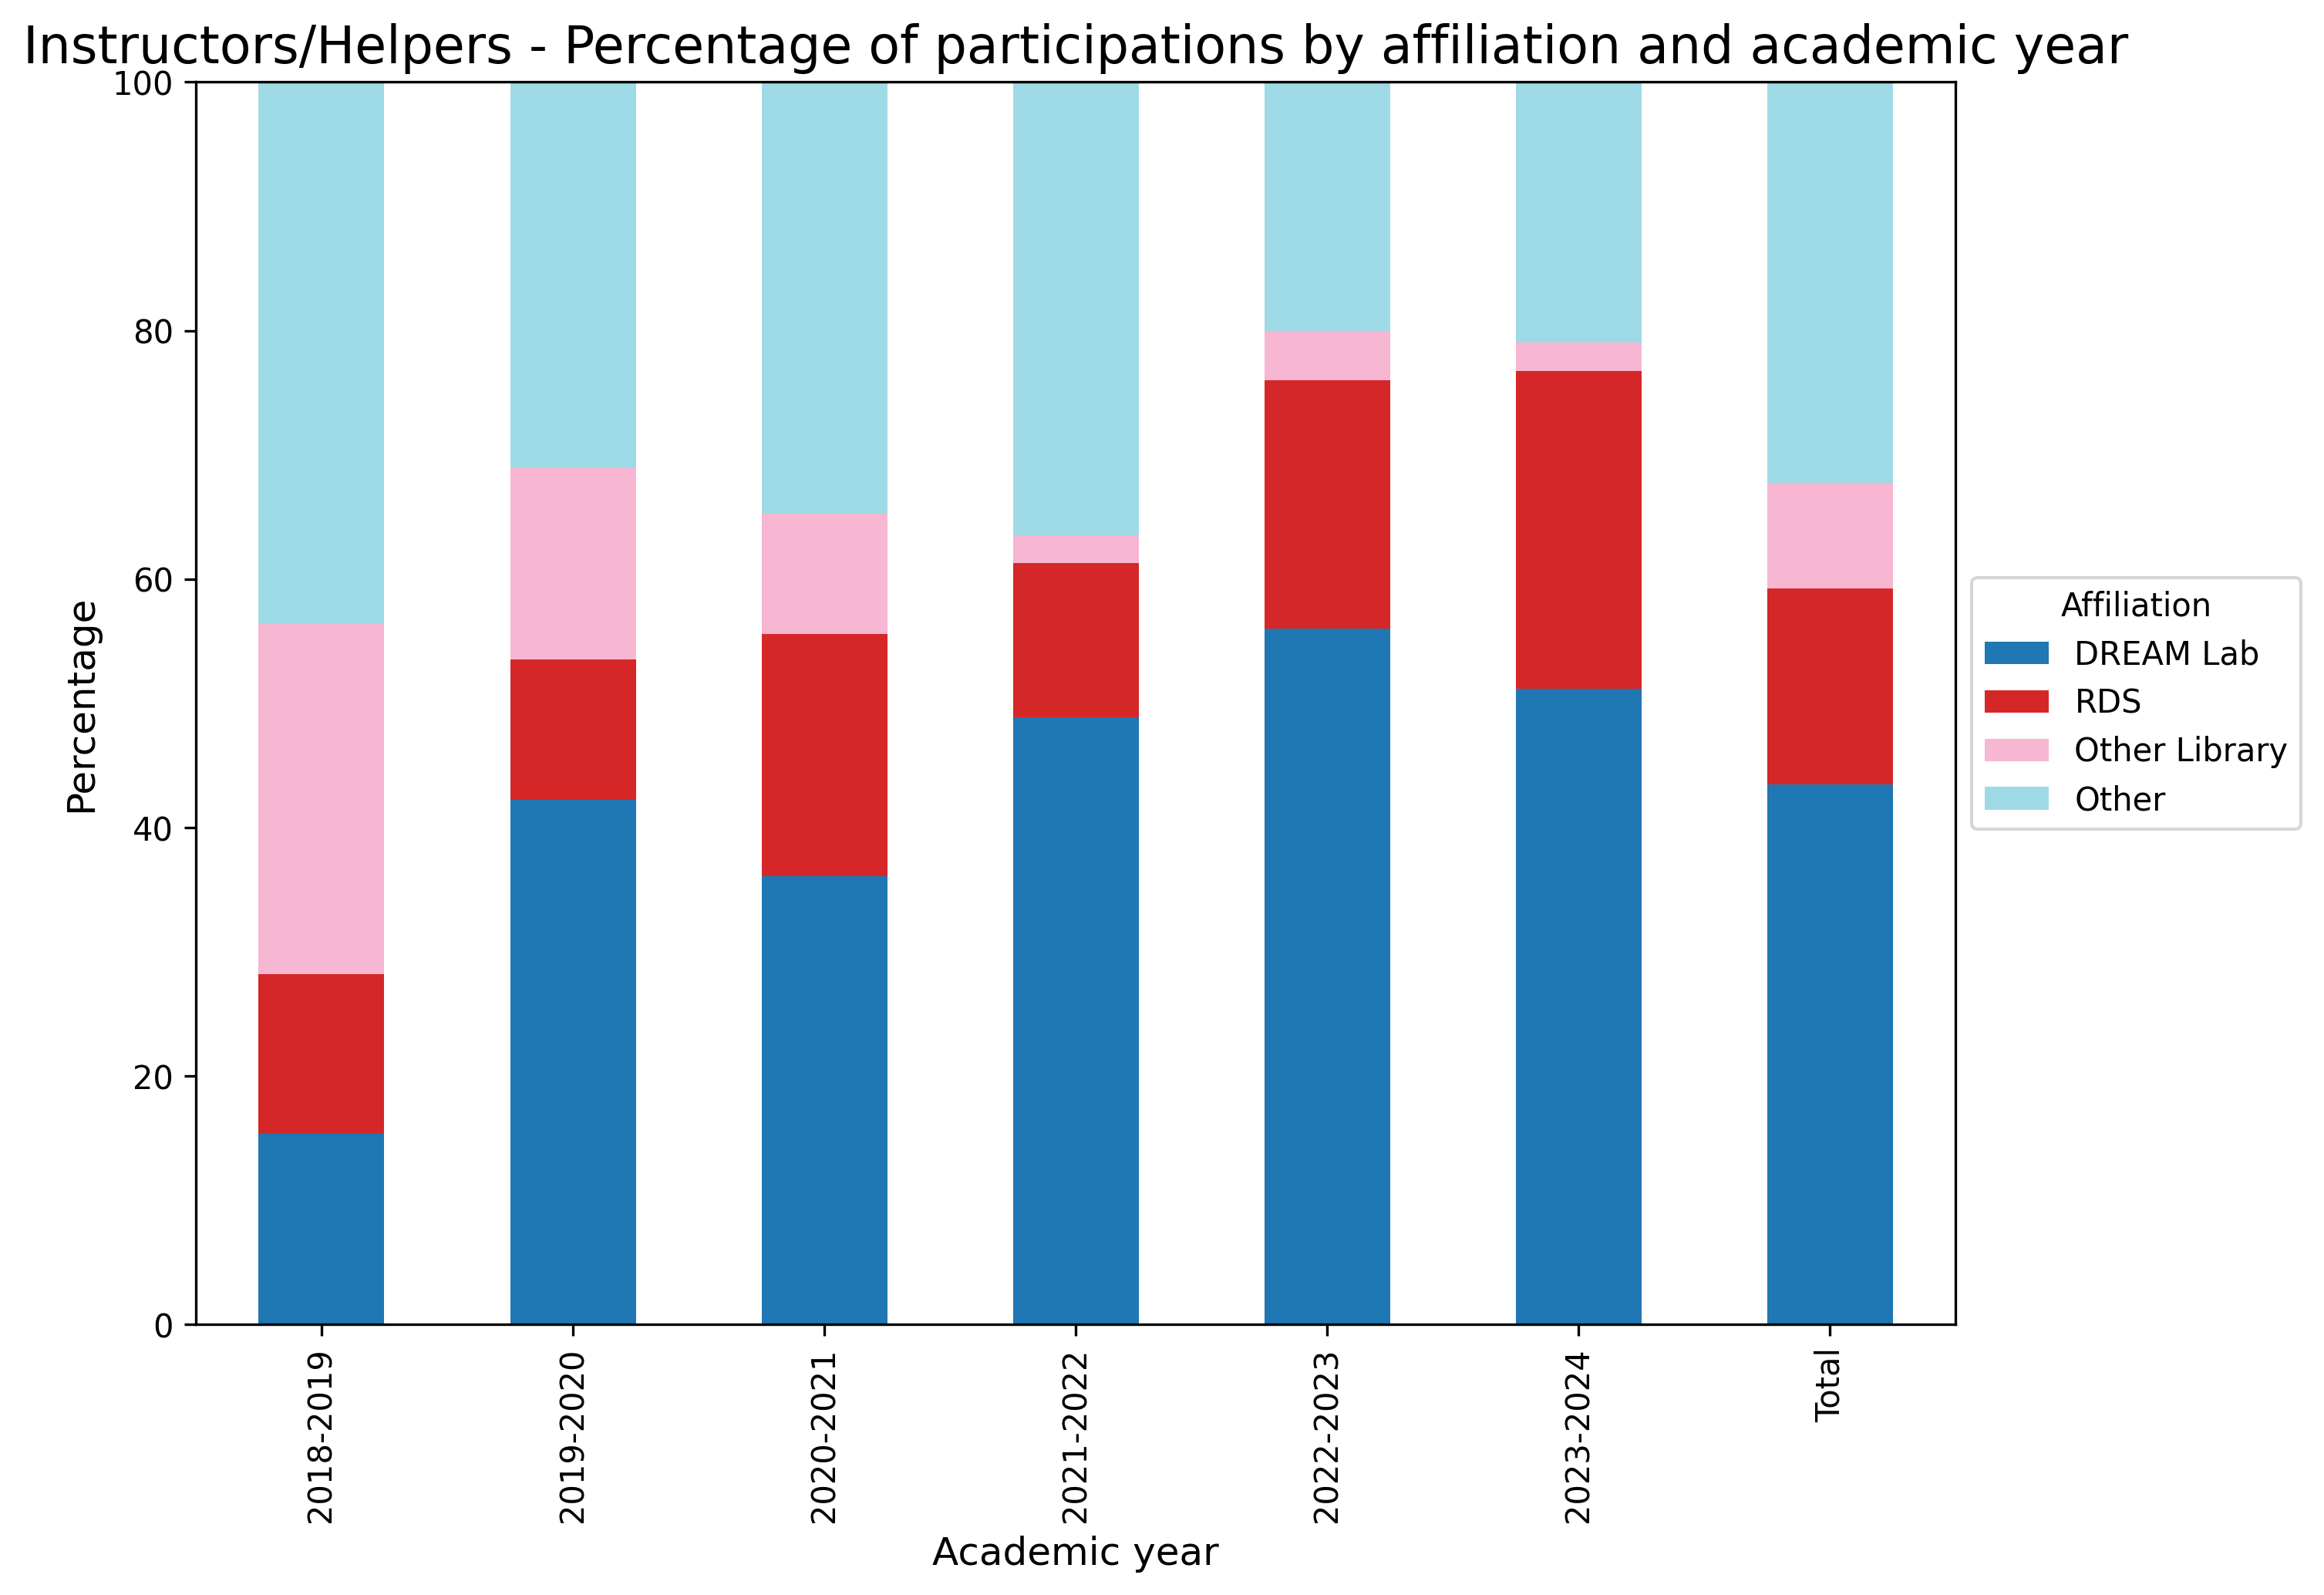 Instructors/Helpers - Percentage of participations by affiliation and academic year
100
80
60
40
20
0
Percentage
2018-2019
2019-2020
2020-2021
2021-2022
2022-2023
2023-2024
Total
Academic year
Affiliation
DREAM Lab
RDS
Other Library
Other